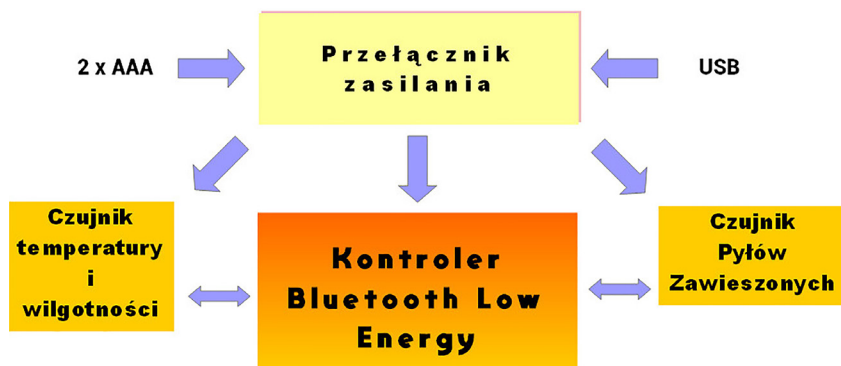 2 x AAA
Przełącznik
zasilania
USB
Czujnik
temperatury
i
wilgotności
Kontroler
Bluetooth Low
Energy
Czujnik
Pyłów
Zawieszonych